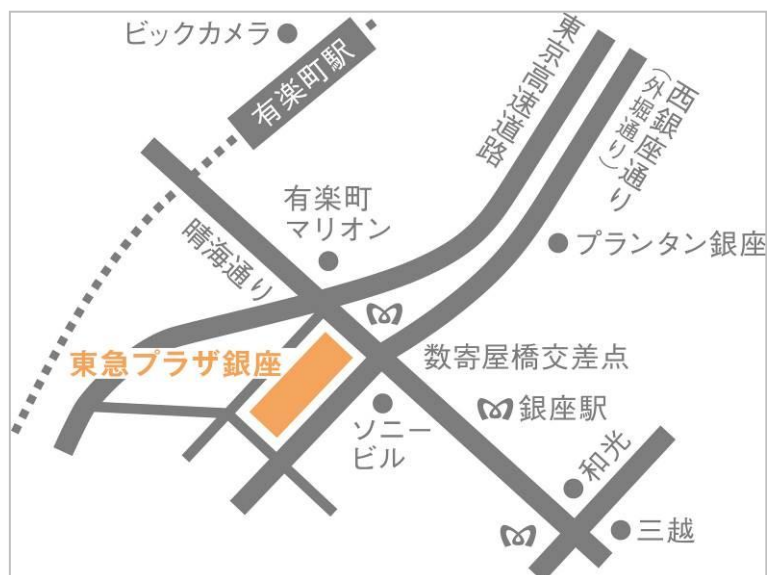 ビックカメラ
有楽町駅
東京高速道路
西銀座通り
(外堀通り)
有楽町
マリオン
晴海通り
プランタン銀座
東急プラザ銀座
数寄屋橋交差点
銀座駅
ソニー
ビル
和光
三越